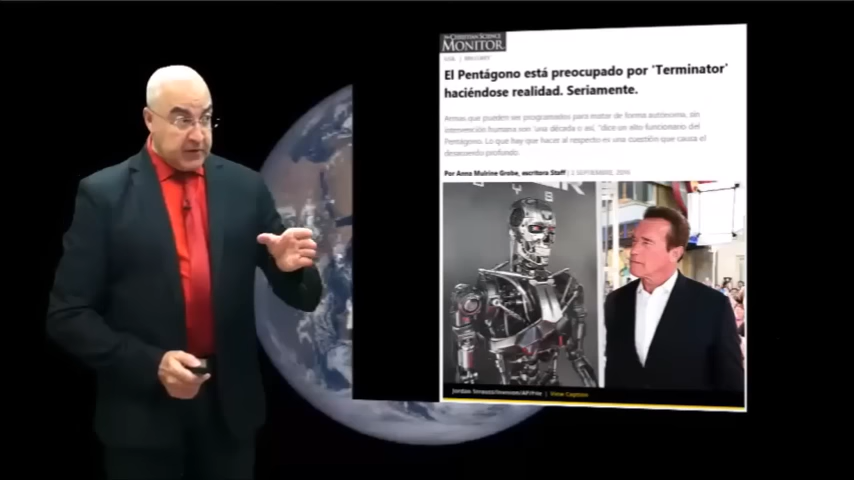 The CHRISTIAN SCIENCE
MONITOR
El Pentágono está preocupado por 'Terminator'
haciéndose realidad. Seriamente.
Armas que pueden ser programadas para matar de forma autónoma, sin
intervención humana son 'una década o así, "dice un alto funcionario del
Pentágono. Lo que hay que hacer al respecto es una cuestión que causa el
desacuerdo profundo.
Por Anna Mulrine Grobe, escritora Staff | 2 SEPTIEMBRE,
View Caption